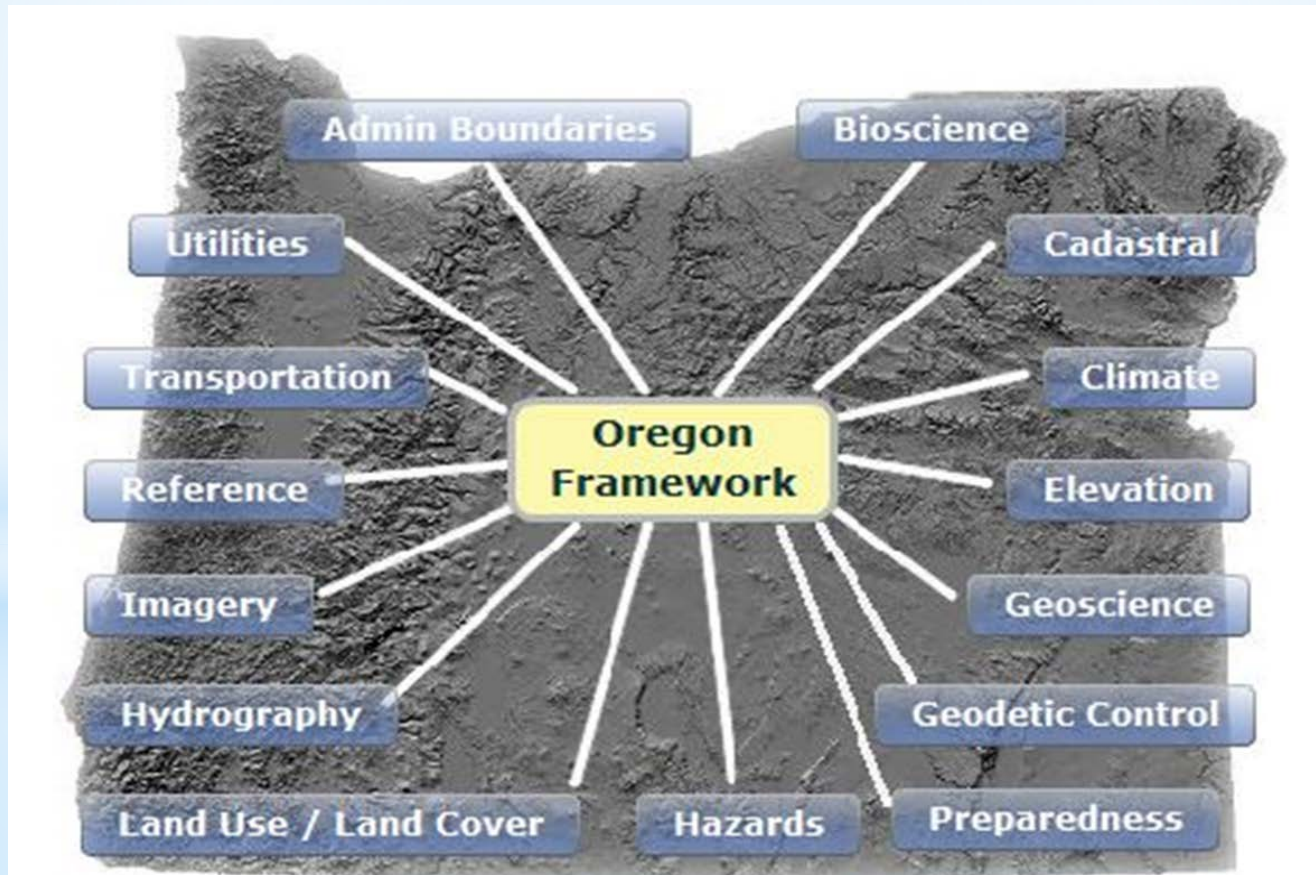 Admin Boundaries
Bioscience
Utilities
Cadastral
Transportation
Climate
Oregon
Framework
Reference
Elevation
Imagery
Geoscience
Hydrography
Geodetic Control
Land Use / Land Cover
Hazards
Preparedness